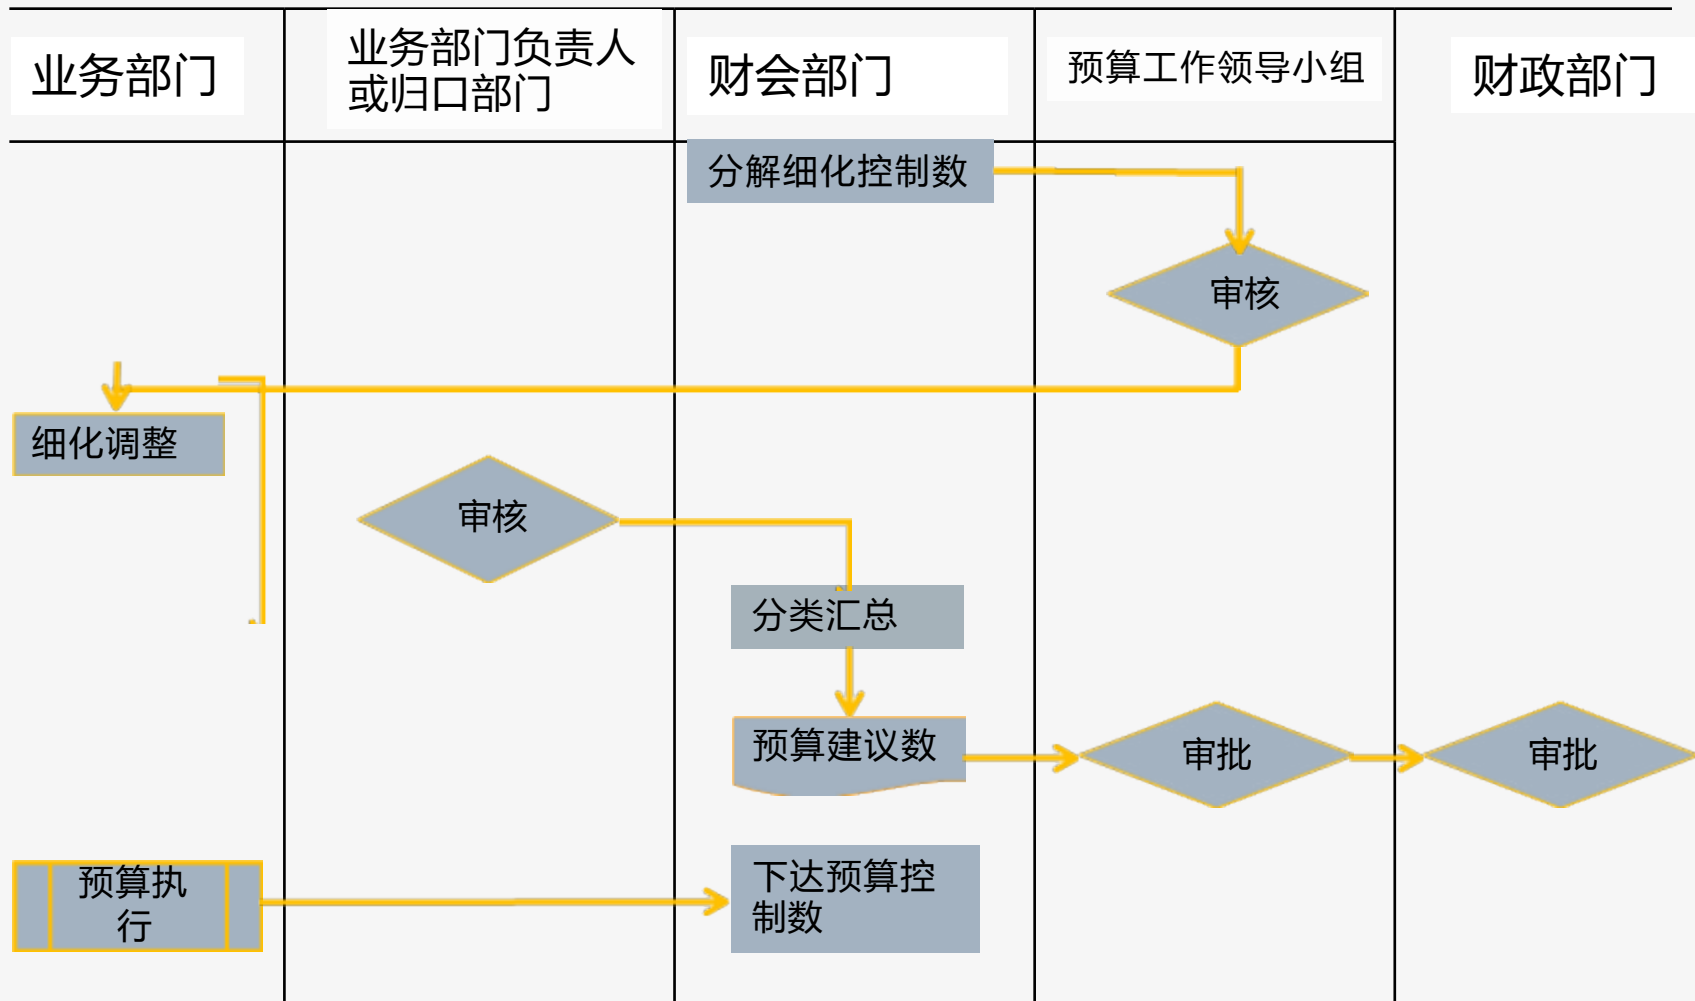 业务部门
业务部门负责人
或归口部门
财会部门
预算工作领导小组
财政部门
分解细化控制数
审核
细化调整
审核
分类汇总
预算建议数
审批
审批
预算执
行
下达预算控
制数